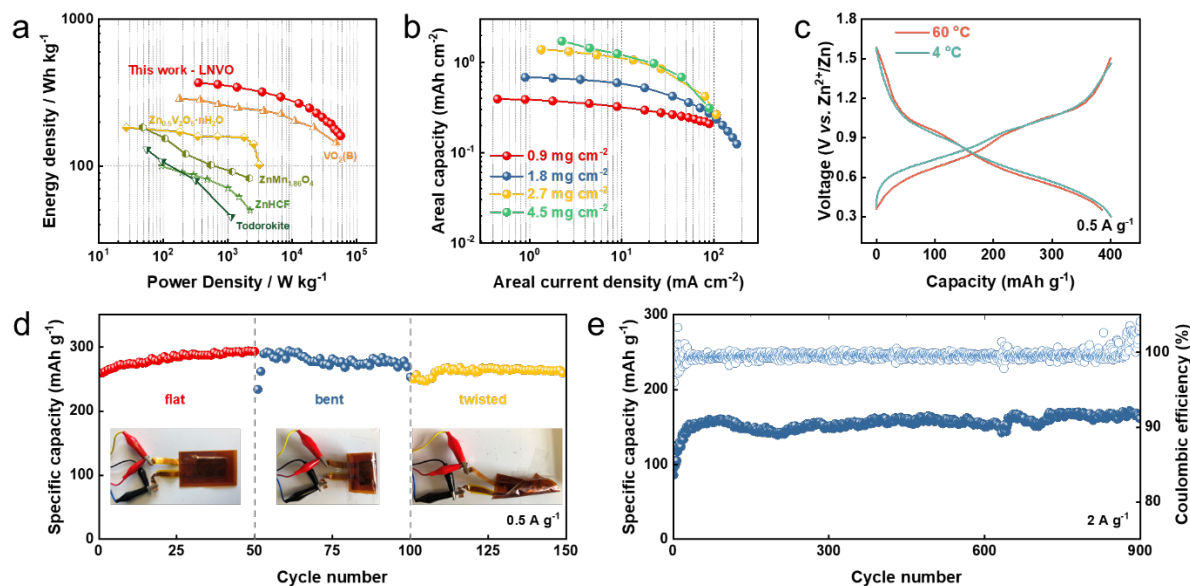 a
Energy density / Wh kg⁻¹
1000
100
This work - LNVO
Zn₀.₅V₂O₅·nH₂O
VO₂(B)
ZnMn₁.₈₆O₄
ZnHCF
Todorokite
10¹ 10² 10³ 10⁴ 10⁵
Power Density / W kg⁻¹
b
Areal capacity (mAh cm⁻²)
10⁰
10⁻¹
10⁻²
0.9 mg cm⁻²
1.8 mg cm⁻²
2.7 mg cm⁻²
4.5 mg cm⁻²
10⁰ 10¹ 10²
Areal current density (mA cm⁻²)
c
Voltage (V vs. Zn²⁺/Zn)
1.8
1.5
1.2
0.9
0.6
0.3
60 °C
4 °C
0.5 A g⁻¹
0 100 200 300 400
Capacity (mAh g⁻¹)
d
Specific capacity (mAh g⁻¹)
400
300
200
100
0
flat bent twisted
0.5 A g⁻¹
0 25 50 75 100 125 150
Cycle number
e
Specific capacity (mAh g⁻¹)
300
250
200
150
100
50
0
Coulombic efficiency (%)
100
90
80
2 A g⁻¹
0 300 600 900
Cycle number